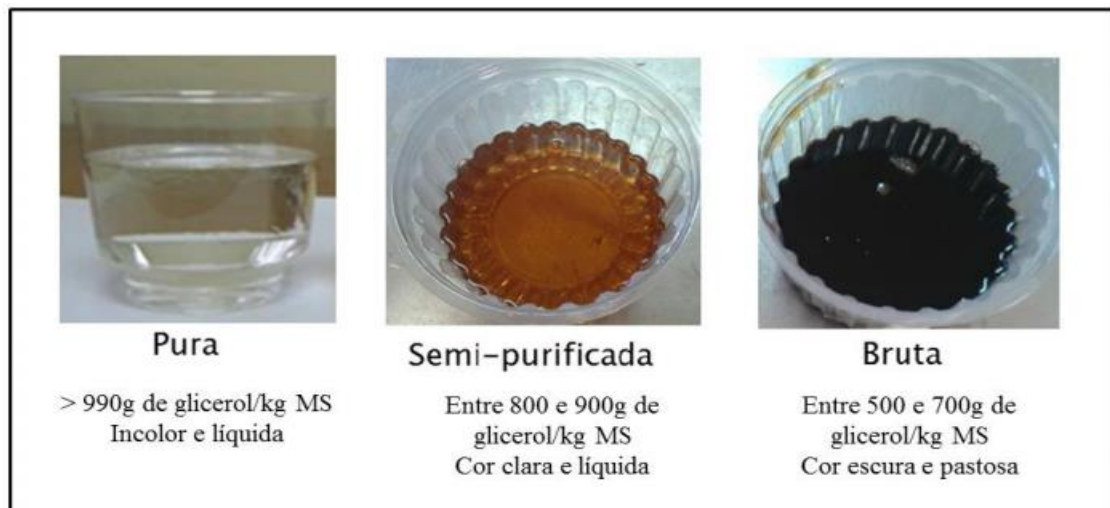 Pura
> 990g de glicerol/kg MS
Incolor e líquida
Semi-purificada
Entre 800 e 900g de
glicerol/kg MS
Cor clara e líquida
Bruta
Entre 500 e 700g de
glicerol/kg MS
Cor escura e pastosa